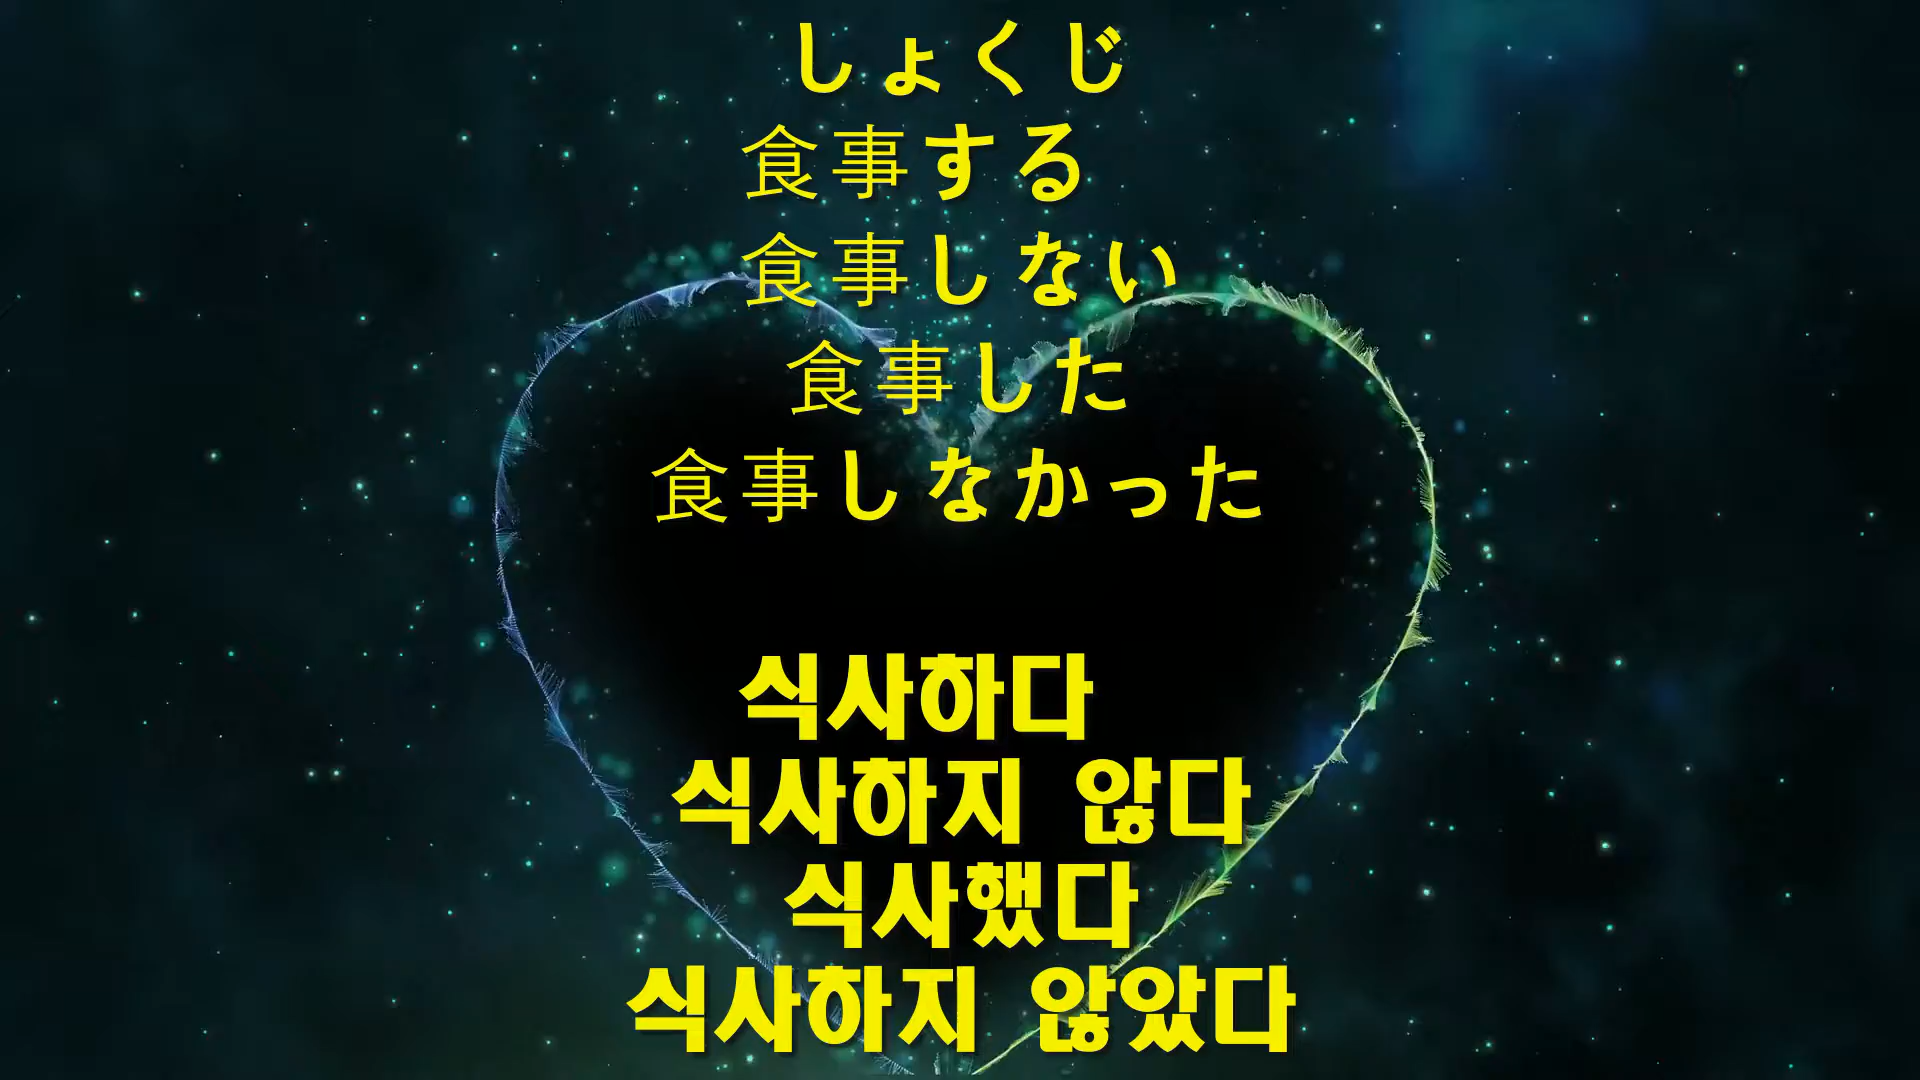 しょくじ
食事する
食事しない
食事した
食事しなかった
식사하다
식사하지 않다
식사했다
식사하지 않았다